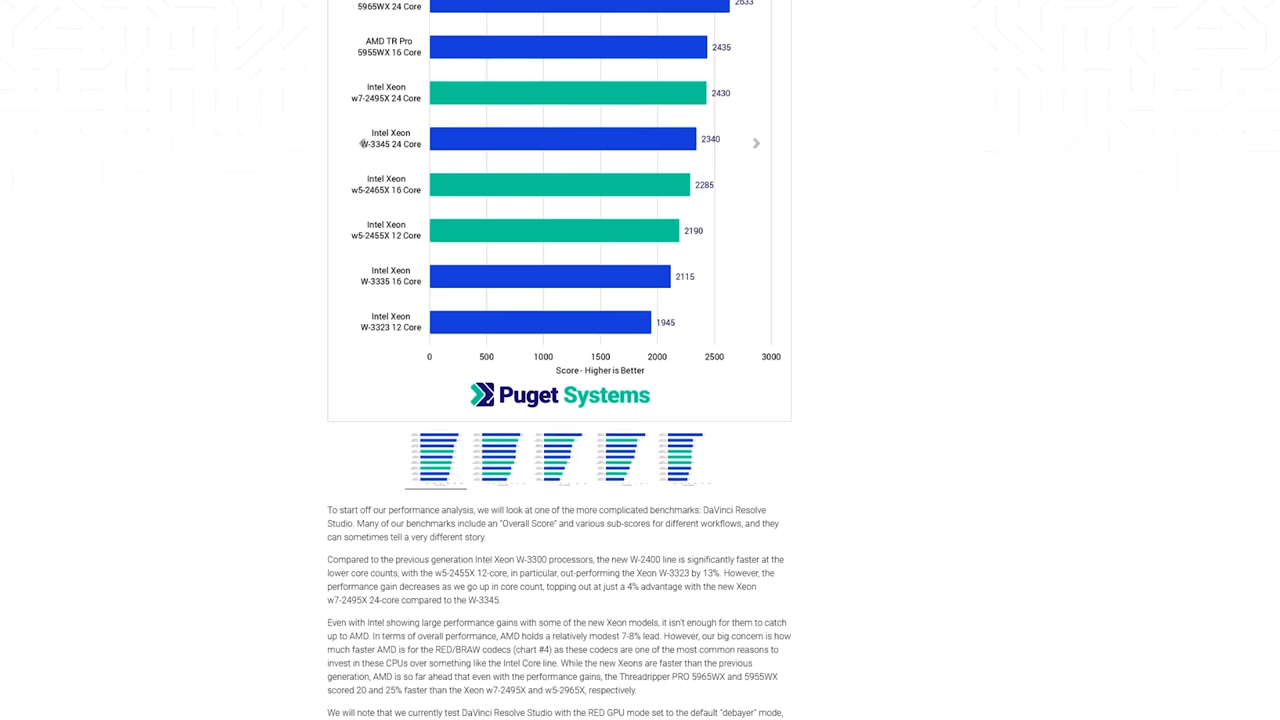 2633
5965WX 24 Core
AMD TR Pro
5955WX 16 Core
2435
Intel Xeon
w7-2495X 24 Core
2430
Intel Xeon
W-3345 24 Core
2340
Intel Xeon
w5-2465X 16 Core
2285
Intel Xeon
w5-2455X 12 Core
2190
Intel Xeon
W-3335 16 Core
2115
Intel Xeon
W-3323 12 Core
1945
0 500 1000 1500 2000 2500 3000
Score - Higher is Better
Puget Systems
To start off our performance analysis, we will look at one of the more complicated benchmarks: DaVinci Resolve
Studio. Many of our benchmarks include an "Overall Score" and various sub-scores for different workflows, and they
can sometimes tell a very different story.
Compared to the previous generation Intel Xeon W-3300 processors, the new W-2400 line is significantly faster at the
lower core counts, with the w5-2455X 12-core, in particular, out-performing the Xeon W-3323 by 13%. However, the
performance gain decreases as we go up in core count, topping out at just a 4% advantage with the new Xeon
w7-2495X 24-core compared to the W-3345.
Even with Intel showing large performance gains with some of the new Xeon models, it isn't enough for them to catch
up to AMD. In terms of overall performance, AMD holds a relatively modest 7-8% lead. However, our big concern is how
much faster AMD is for the RED/BRAW codecs (chart #4) as these codecs are one of the most common reasons to
invest in these CPUs over something like the Intel Core line. While the new Xeons are faster than the previous
generation, AMD is so far ahead that even with the performance gains, the Threadripper PRO 5965WX and 5955WX
scored 20 and 25% faster than the Xeon w7-2495X and w5-2965X, respectively.
We will note that we currently test DaVinci Resolve Studio with the RED GPU mode set to the default "debayer" mode,